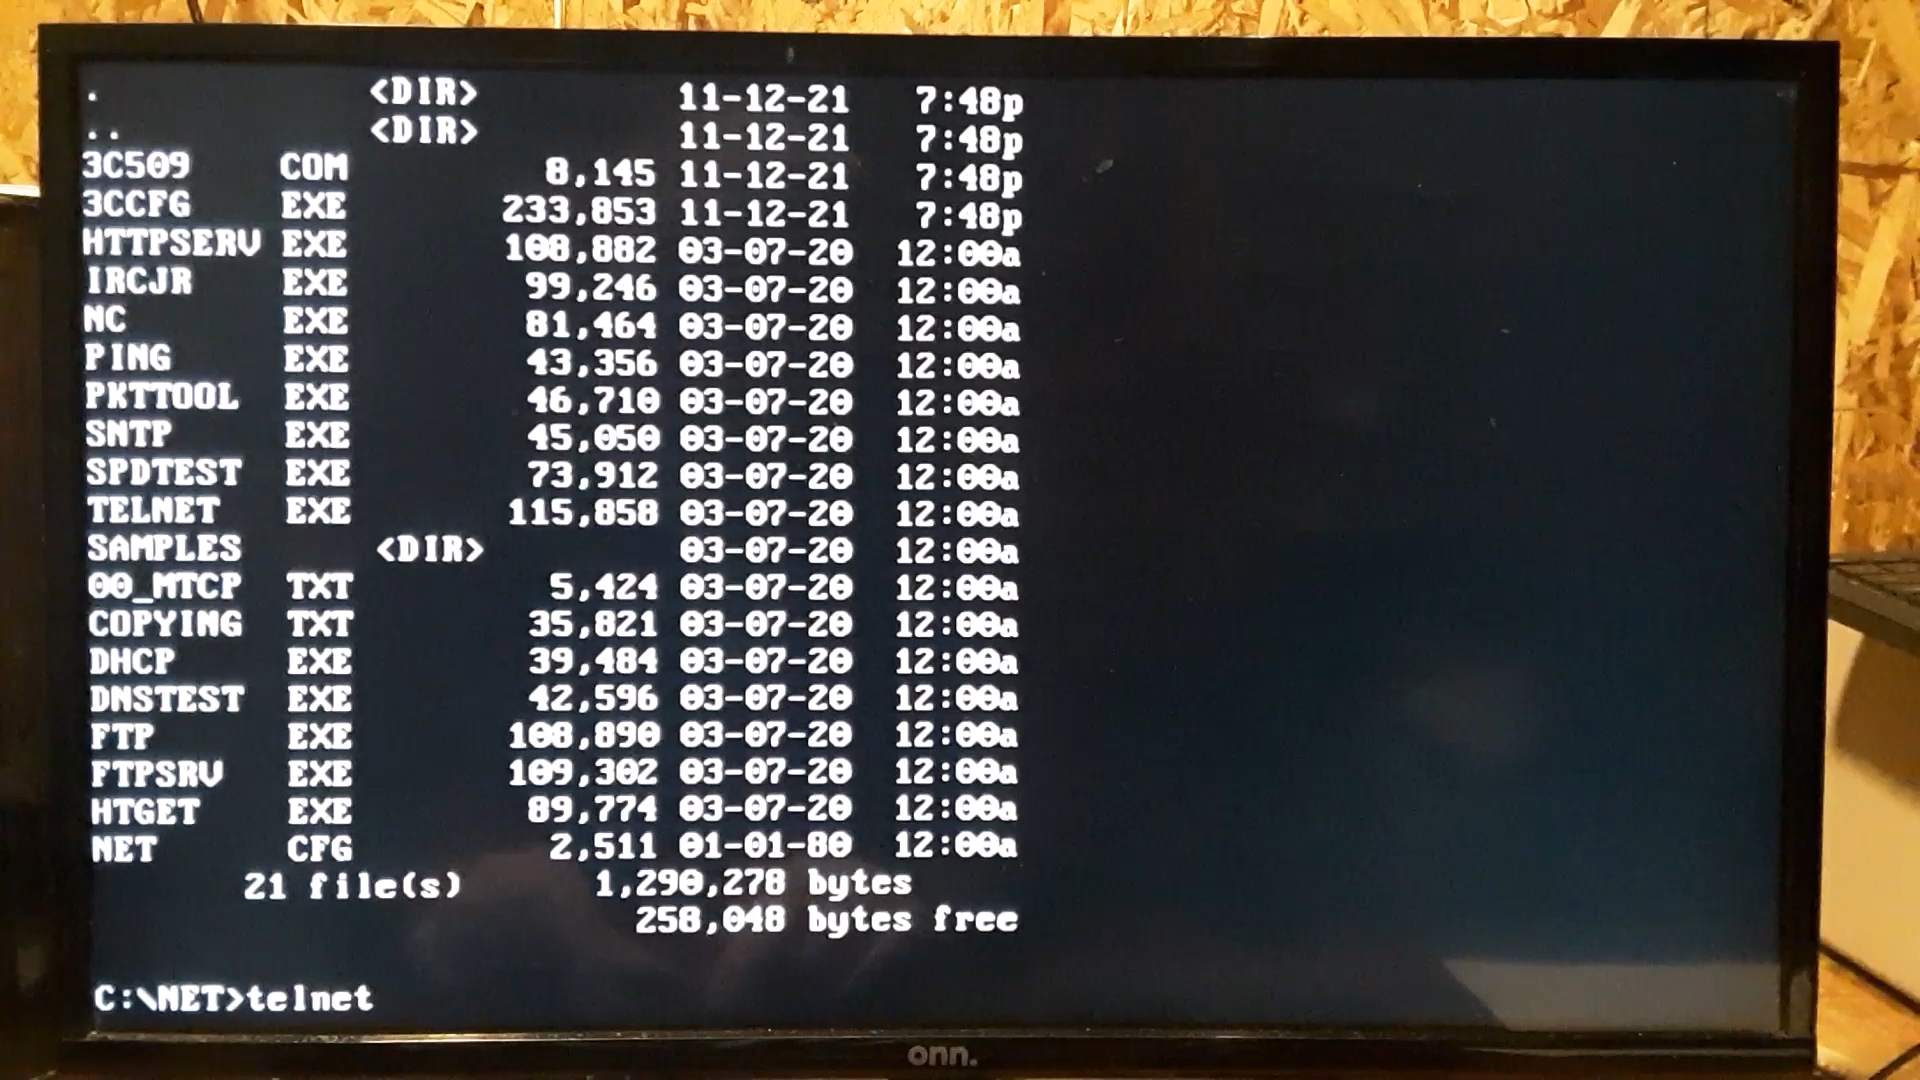 . <DIR> 11-12-21 7:48p
.. <DIR> 11-12-21 7:48p
3C509 COM 8,145 11-12-21 7:48p
3CCFG EXE 233,853 11-12-21 7:48p
HTTPSERV EXE 108,882 03-07-20 12:00a
IRCJR EXE 99,246 03-07-20 12:00a
NC EXE 81,464 03-07-20 12:00a
PING EXE 43,356 03-07-20 12:00a
PKTTOOL EXE 46,710 03-07-20 12:00a
SNTP EXE 45,050 03-07-20 12:00a
SPDTEST EXE 73,912 03-07-20 12:00a
TELNET EXE 115,858 03-07-20 12:00a
SAMPLES <DIR> 03-07-20 12:00a
00_MTCP TXT 5,424 03-07-20 12:00a
COPYING TXT 35,821 03-07-20 12:00a
DHCP EXE 39,484 03-07-20 12:00a
DNSTEST EXE 42,596 03-07-20 12:00a
FTP EXE 108,890 03-07-20 12:00a
FTPSRV EXE 109,302 03-07-20 12:00a
HTGET EXE 89,774 03-07-20 12:00a
NET CFG 2,511 01-01-80 12:00a
21 file(s) 1,290,278 bytes
258,048 bytes free
C:\NET>telnet
onn.